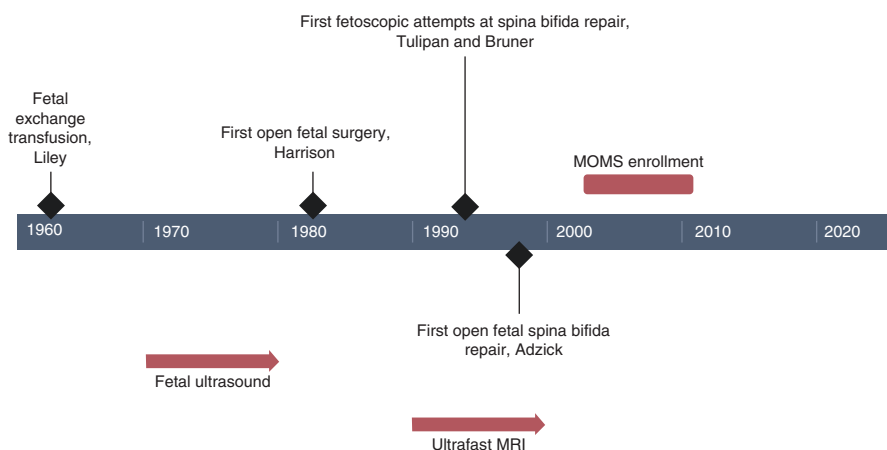 First fetoscopic attempts at spina bifida repair,
Tulipan and Bruner
Fetal
exchange
transfusion,
Liley
First open fetal surgery,
Harrison
MOMS enrollment
1960
1970
1980
1990
2000
2010
2020
First open fetal spina bifida
repair, Adzick
Fetal ultrasound
Ultrafast MRI